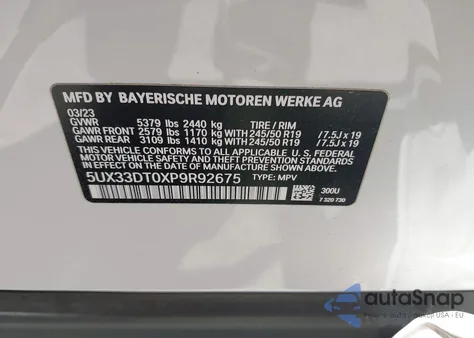 MFD BY BAYERISCHE MOTOREN WERKE AG
03/23
GVWR 5379 lbs 2440 kg TIRE / RIM
GAWR FRONT 2579 lbs 1170 kg WITH 245/50 R19 / 7.5J x 19
GAWR REAR 3109 lbs 1410 kg WITH 245/50 R19 / 7.5J x 19
THIS VEHICLE CONFORMS TO ALL APPLICABLE U.S. FEDERAL
MOTOR VEHICLE SAFETY
STANDARDS IN EFFECT ON THE DATE OF MANUFACTURE SHOWN ABOVE.
5UX33DT0XP9R92675 TYPE: MPV 300U
7 320 730
autoSnap